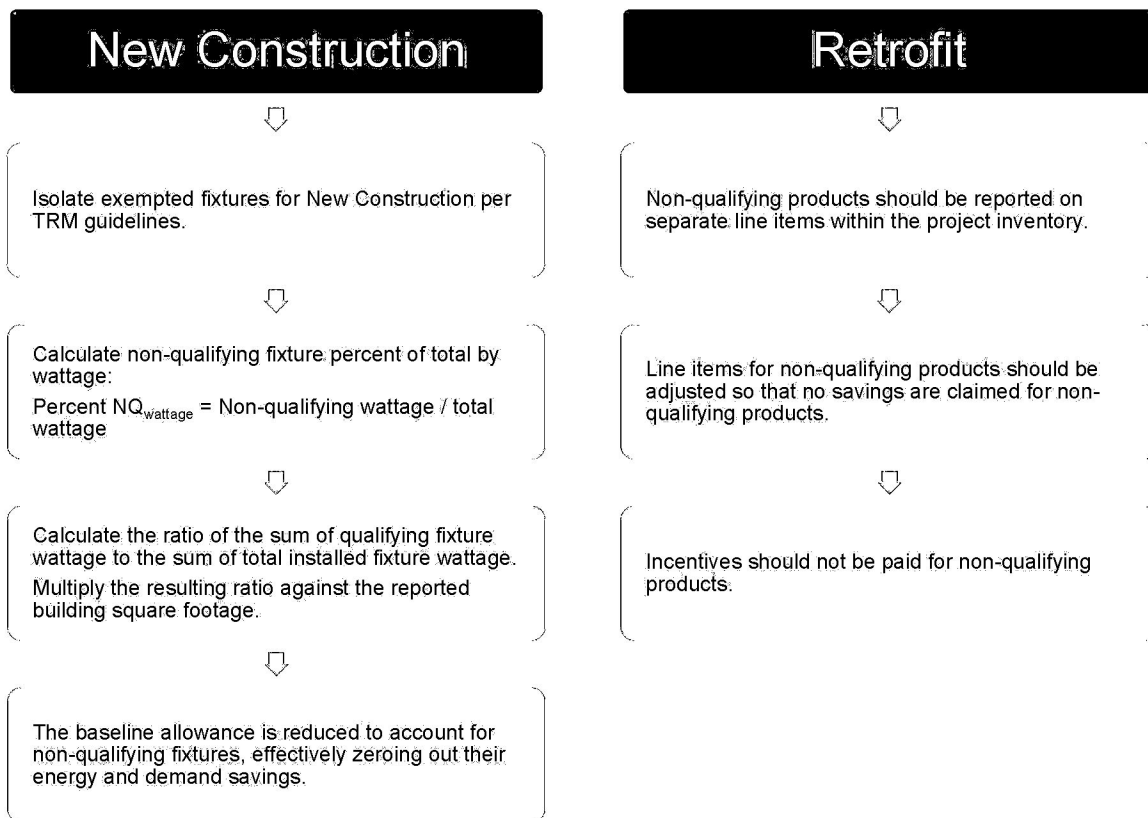 New Construction
Isolate exempted fixtures for New Construction per
TRM guidelines.
Calculate non-qualifying fixture percent of total by
wattage:
Percent NQwattage = Non-qualifying wattage / total
wattage
Calculate the ratio of the sum of qualifying fixture
wattage to the sum of total installed fixture wattage.
Multiply the resulting ratio against the reported
building square footage.
The baseline allowance is reduced to account for
non-qualifying fixtures, effectively zeroing out their
energy and demand savings.
Retrofit
Non-qualifying products should be reported on
separate line items within the project inventory.
Line items for non-qualifying products should be
adjusted so that no savings are claimed for non-
qualifying products.
Incentives should not be paid for non-qualifying
products.